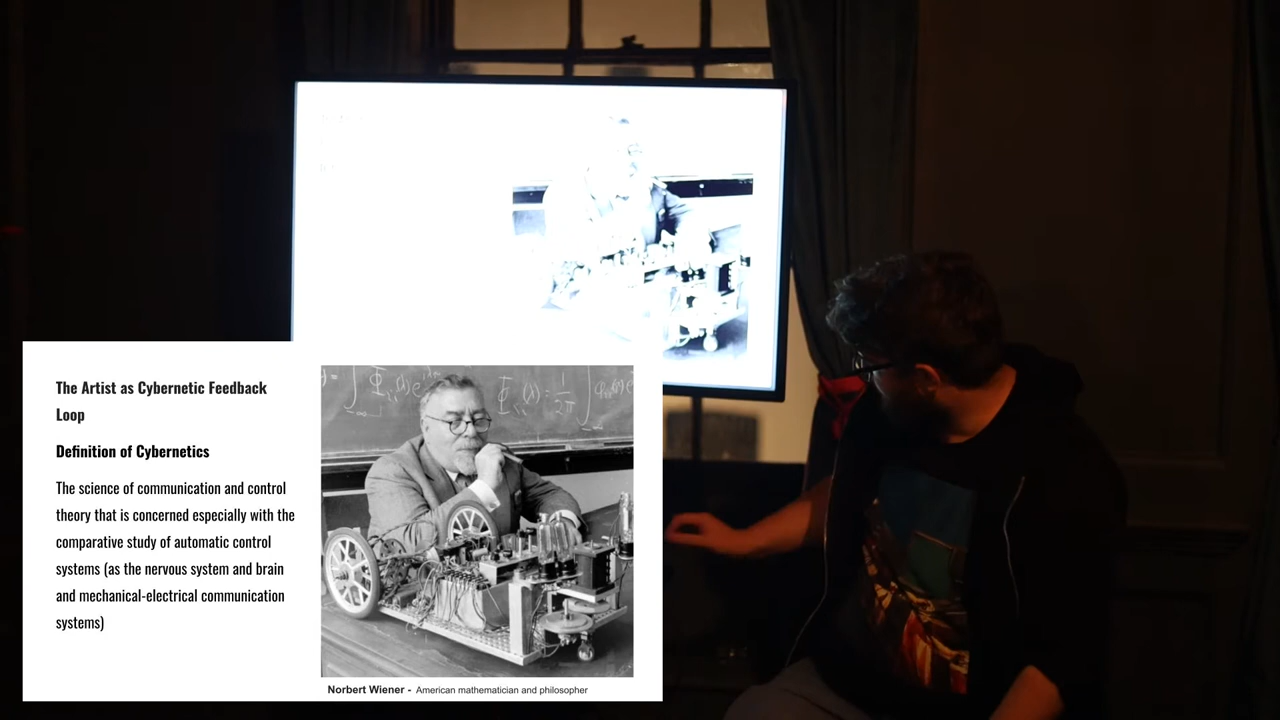 The Artist as Cybernetic Feedback
Loop
Definition of Cybernetics
The science of communication and control
theory that is concerned especially with the
comparative study of automatic control
systems (as the nervous system and brain
and mechanical-electrical communication
systems)
Norbert Wiener - American mathematician and philosopher